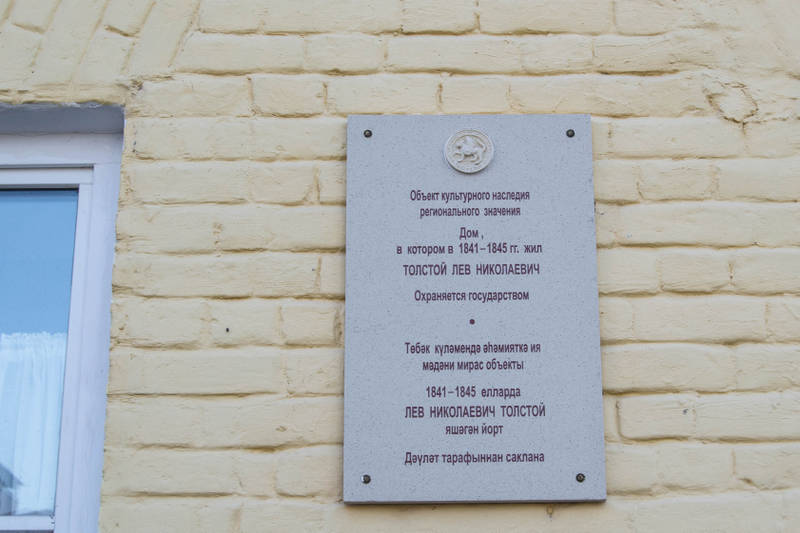 Объект культурного наследия
регионального значения
Дом ,
в котором в 1841–1845 гг. жил
ТОЛСТОЙ ЛЕВ НИКОЛАЕВИЧ
Охраняется государством
•
Төбәк күләмендә әһәмияткә ия
мәдәни мирас объекты
1841–1845 елларда
ЛЕВ НИКОЛАЕВИЧ ТОЛСТОЙ
яшәгән йорт
Дәүләт тарафыннан саклана